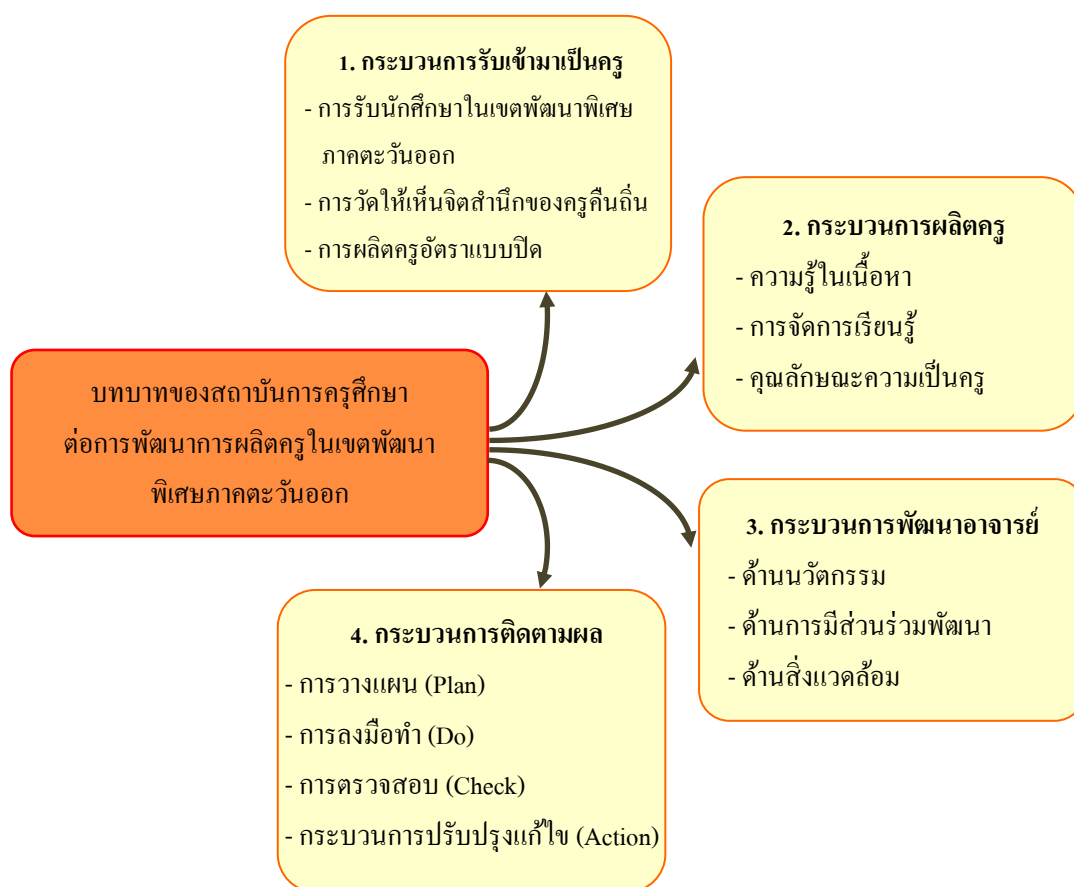 1. กระบวนการรับเข้ามาเป็นครู
- การรับนักศึกษาในเขตพัฒนาพิเศษ
ภาคตะวันออก
- การวัดให้เห็นจิตสำนึกของครูคืนถิ่น
- การผลิตครูอัตราแบบปิด
2. กระบวนการผลิตครู
- ความรู้ในเนื้อหา
- การจัดการเรียนรู้
- คุณลักษณะความเป็นครู
บทบาทของสถาบันการครุศึกษา
ต่อการพัฒนาการผลิตครูในเขตพัฒนา
พิเศษภาคตะวันออก
3. กระบวนการพัฒนาอาจารย์
- ด้านนวัตกรรม
- ด้านการมีส่วนร่วมพัฒนา
- ด้านสิ่งแวดล้อม
4. กระบวนการติดตามผล
- การวางแผน (Plan)
- การลงมือทำ (Do)
- การตรวจสอบ (Check)
- กระบวนการปรับปรุงแก้ไข (Action)